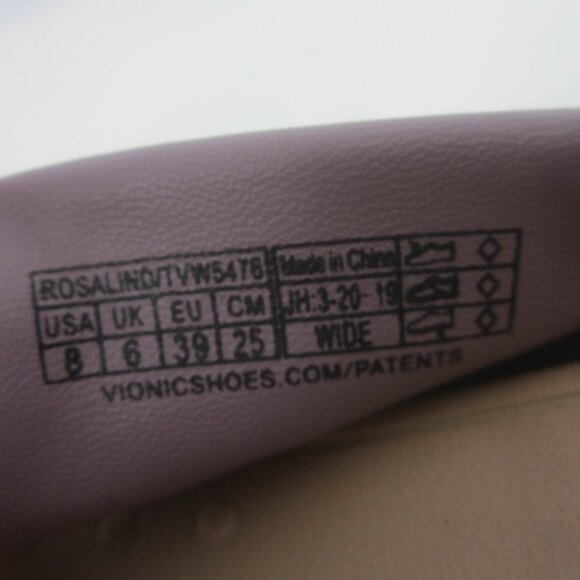 ROSALIND/TVW5476 Made in China
USA UK EU CM JH:3-20-19
8 6 39 25 WIDE
VIONICSHOES.COM/PATENTS